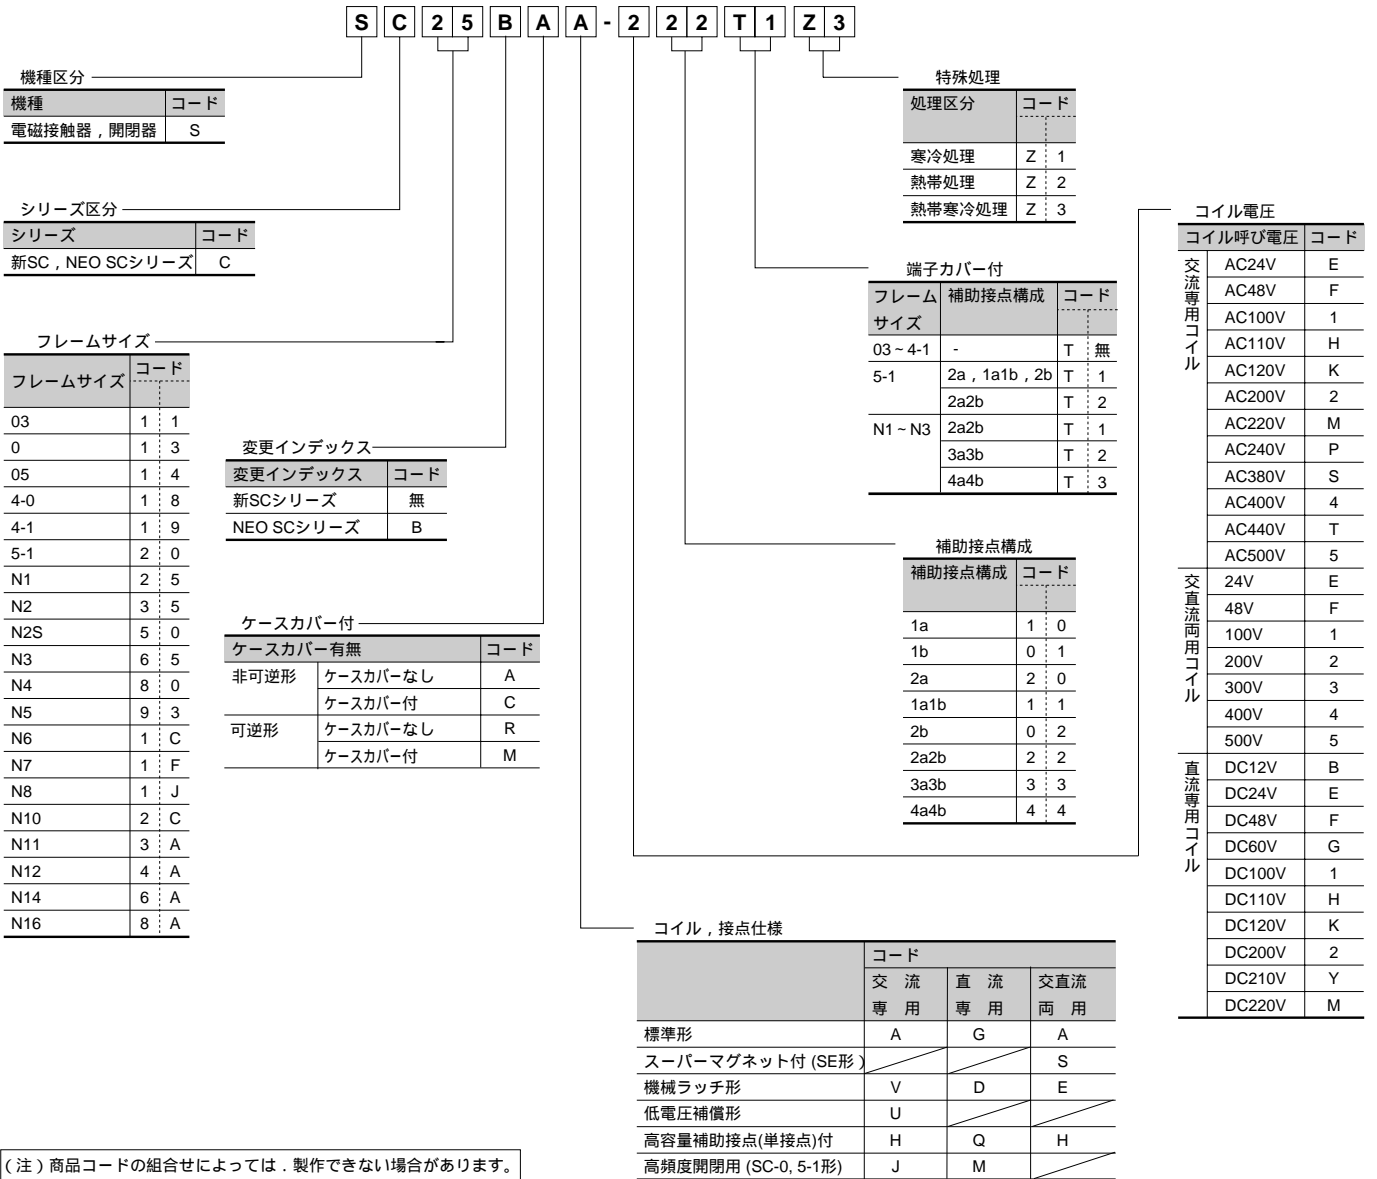 S C 2 5 B A A - 2 2 2 T 1 Z 3
機種区分
機種 コード
電磁接触器，開閉器 S
シリーズ区分
シリーズ コード
新SC，NEO SCシリーズ C
フレームサイズ
フレームサイズ コード
03 1 1
0 1 3
05 1 4
4-0 1 8
4-1 1 9
5-1 2 0
N1 2 5
N2 3 5
N2S 5 0
N3 6 5
N4 8 0
N5 9 3
N6 1 C
N7 1 F
N8 1 J
N10 2 C
N11 3 A
N12 4 A
N14 6 A
N16 8 A
変更インデックス
変更インデックス コード
新SCシリーズ 無
NEO SCシリーズ B
ケースカバー付
ケースカバー有無 コード
非可逆形 ケースカバーなし A
ケースカバー付 C
可逆形 ケースカバーなし R
ケースカバー付 M
特殊処理
処理区分 コード
寒冷処理 Z 1
熱帯処理 Z 2
熱帯寒冷処理 Z 3
端子カバー付
フレーム 補助接点構成 コード
サイズ
03~4-1 - T 無
5-1 2a，1a1b，2b T 1
2a2b T 2
N1~N3 2a2b T 1
3a3b T 2
4a4b T 3
補助接点構成
補助接点構成 コード
1a 1 0
1b 0 1
2a 2 0
1a1b 1 1
2b 0 2
2a2b 2 2
3a3b 3 3
4a4b 4 4
コイル電圧
コイル呼び電圧 コード
交流専用コイル
AC24V E
AC48V F
AC100V 1
AC110V H
AC120V K
AC200V 2
AC220V M
AC240V P
AC380V S
AC400V 4
AC440V T
AC500V 5
交直流両用コイル
24V E
48V F
100V 1
200V 2
300V 3
400V 4
500V 5
直流専用コイル
DC12V B
DC24V E
DC48V F
DC60V G
DC100V 1
DC110V H
DC120V K
DC200V 2
DC210V Y
DC220V M
コイル，接点仕様
コード
交　流 直　流 交直流
専　用 専　用 両　用
標準形 A G A
スーパーマグネット付 (SE形) S
機械ラッチ形 V D E
低電圧補償形 U
高容量補助接点(単接点)付 H Q H
高頻度開閉用 (SC-0, 5-1形) J M
（注）商品コードの組合せによっては．製作できない場合があります。